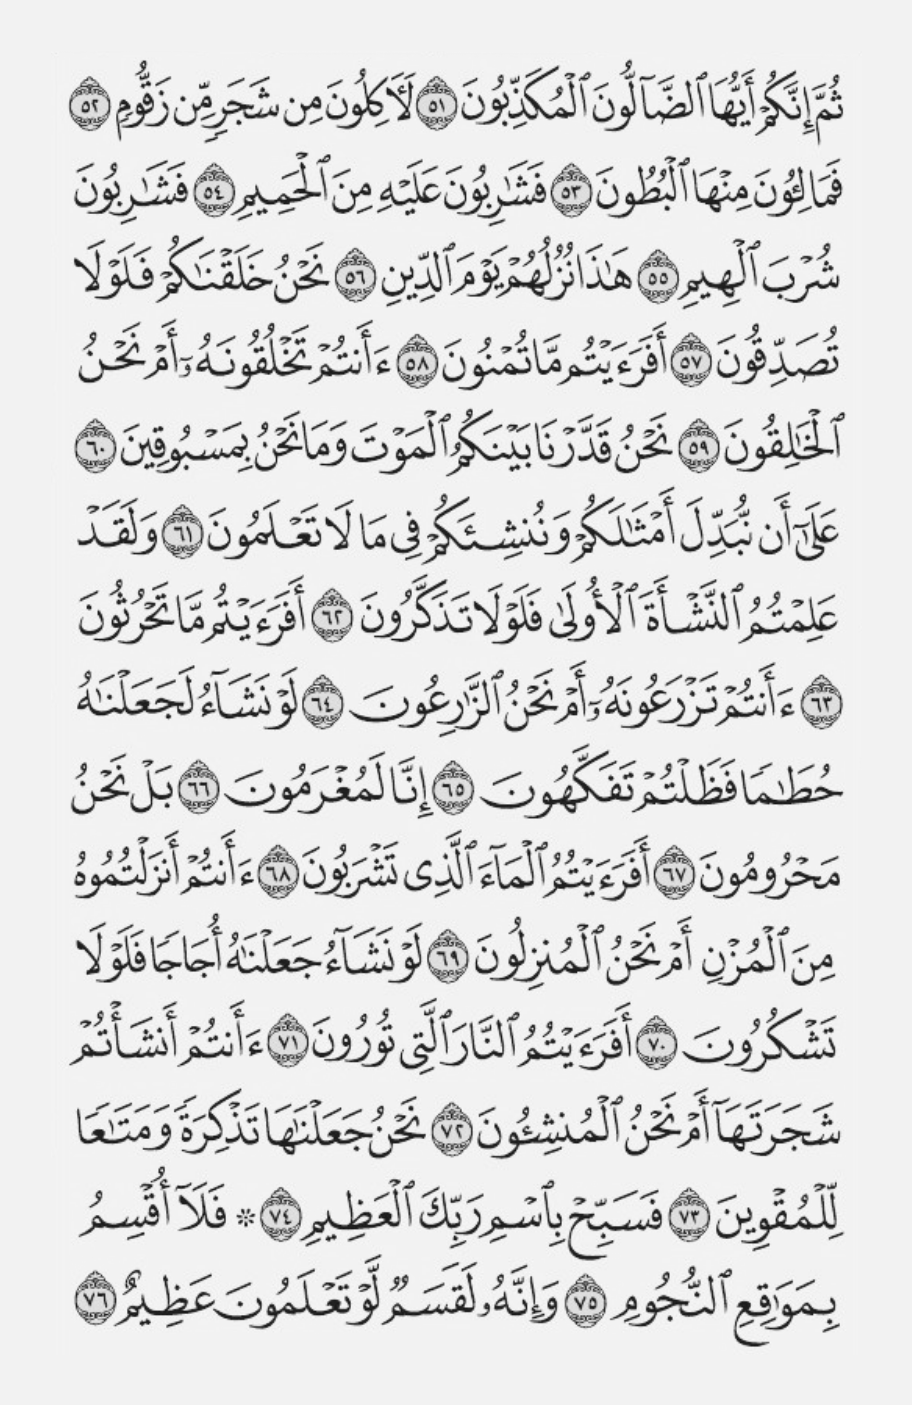 ثُمَّ إِنَّكُمْ أَيُّهَا ٱلضَّآلُّونَ ٱلْمُكَذِّبُونَ ٥١ لَـَٔاكِلُونَ مِن شَجَرٍ مِّن زَقُّومٍ ٥٢
فَمَالِـُٔونَ مِنْهَا ٱلْبُطُونَ ٥٣ فَشَٰرِبُونَ عَلَيْهِ مِنَ ٱلْحَمِيمِ ٥٤ فَشَٰرِبُونَ
شُرْبَ ٱلْهِيمِ ٥٥ هَٰذَا نُزُلُهُمْ يَوْمَ ٱلدِّينِ ٥٦ نَحْنُ خَلَقْنَٰكُمْ فَلَوْلَا
تُصَدِّقُونَ ٥٧ أَفَرَءَيْتُم مَّا تُمْنُونَ ٥٨ ءَأَنتُمْ تَخْلُقُونَهُۥٓ أَمْ نَحْنُ
ٱلْخَٰلِقُونَ ٥٩ نَحْنُ قَدَّرْنَا بَيْنَكُمُ ٱلْمَوْتَ وَمَا نَحْنُ بِمَسْبُوقِينَ ٦٠
عَلَىٰٓ أَن نُّبَدِّلَ أَمْثَٰلَكُمْ وَنُنشِئَكُمْ فِى مَا لَا تَعْلَمُونَ ٦١ وَلَقَدْ
عَلِمْتُمُ ٱلنَّشْأَةَ ٱلْأُولَىٰ فَلَوْلَا تَذَكَّرُونَ ٦٢ أَفَرَءَيْتُم مَّا تَحْرُثُونَ
٦٣ ءَأَنتُمْ تَزْرَعُونَهُۥٓ أَمْ نَحْنُ ٱلزَّٰرِعُونَ ٦٤ لَوْ نَشَآءُ لَجَعَلْنَٰهُ
حُطَٰمًا فَظَلْتُمْ تَفَكَّهُونَ ٦٥ إِنَّا لَمُغْرَمُونَ ٦٦ بَلْ نَحْنُ
مَحْرُومُونَ ٦٧ أَفَرَءَيْتُمُ ٱلْمَآءَ ٱلَّذِى تَشْرَبُونَ ٦٨ ءَأَنتُمْ أَنزَلْتُمُوهُ
مِنَ ٱلْمُزْنِ أَمْ نَحْنُ ٱلْمُنزِلُونَ ٦٩ لَوْ نَشَآءُ جَعَلْنَٰهُ أُجَاجًا فَلَوْلَا
تَشْكُرُونَ ٧٠ أَفَرَءَيْتُمُ ٱلنَّارَ ٱلَّتِى تُورُونَ ٧١ ءَأَنتُمْ أَنشَأْتُمْ
شَجَرَتَهَآ أَمْ نَحْنُ ٱلْمُنشِـُٔونَ ٧٢ نَحْنُ جَعَلْنَٰهَا تَذْكِرَةً وَمَتَٰعًا
لِّلْمُقْوِينَ ٧٣ فَسَبِّحْ بِٱسْمِ رَبِّكَ ٱلْعَظِيمِ ٧٤ ۞ فَلَآ أُقْسِمُ
بِمَوَٰقِعِ ٱلنُّجُومِ ٧٥ وَإِنَّهُۥ لَقَسَمٌ لَّوْ تَعْلَمُونَ عَظِيمٌ ٧٦